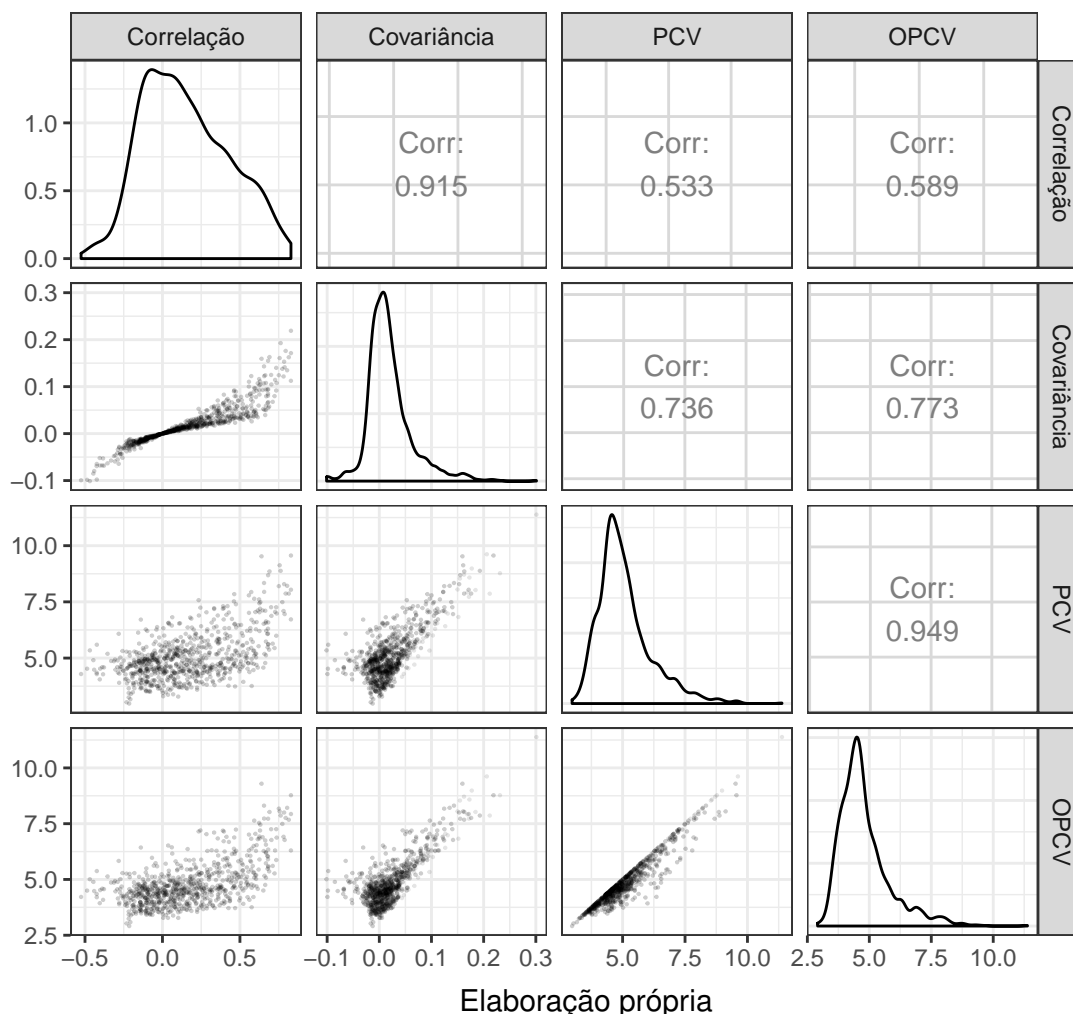 Correlação Covariância PCV OPCV
1.0
0.5
0.0
Corr:
0.915
Corr:
0.533
Corr:
0.589
Correlação
0.3
0.2
0.1
0.0
−0.1
Corr:
0.736
Corr:
0.773
Covariância
10.0
7.5
5.0
Corr:
0.949
PCV
10.0
7.5
5.0
2.5
OPCV
−0.5 0.0 0.5 −0.1 0.0 0.1 0.2 0.3 5.0 7.5 10.0 2.5 5.0 7.5 10.0
Elaboração própria